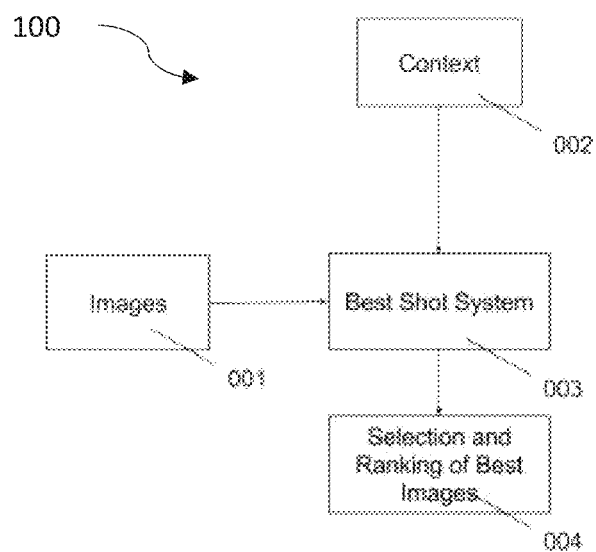 100
Context
002
Images
001
Best Shot System
003
Selection and
Ranking of Best
Images
004